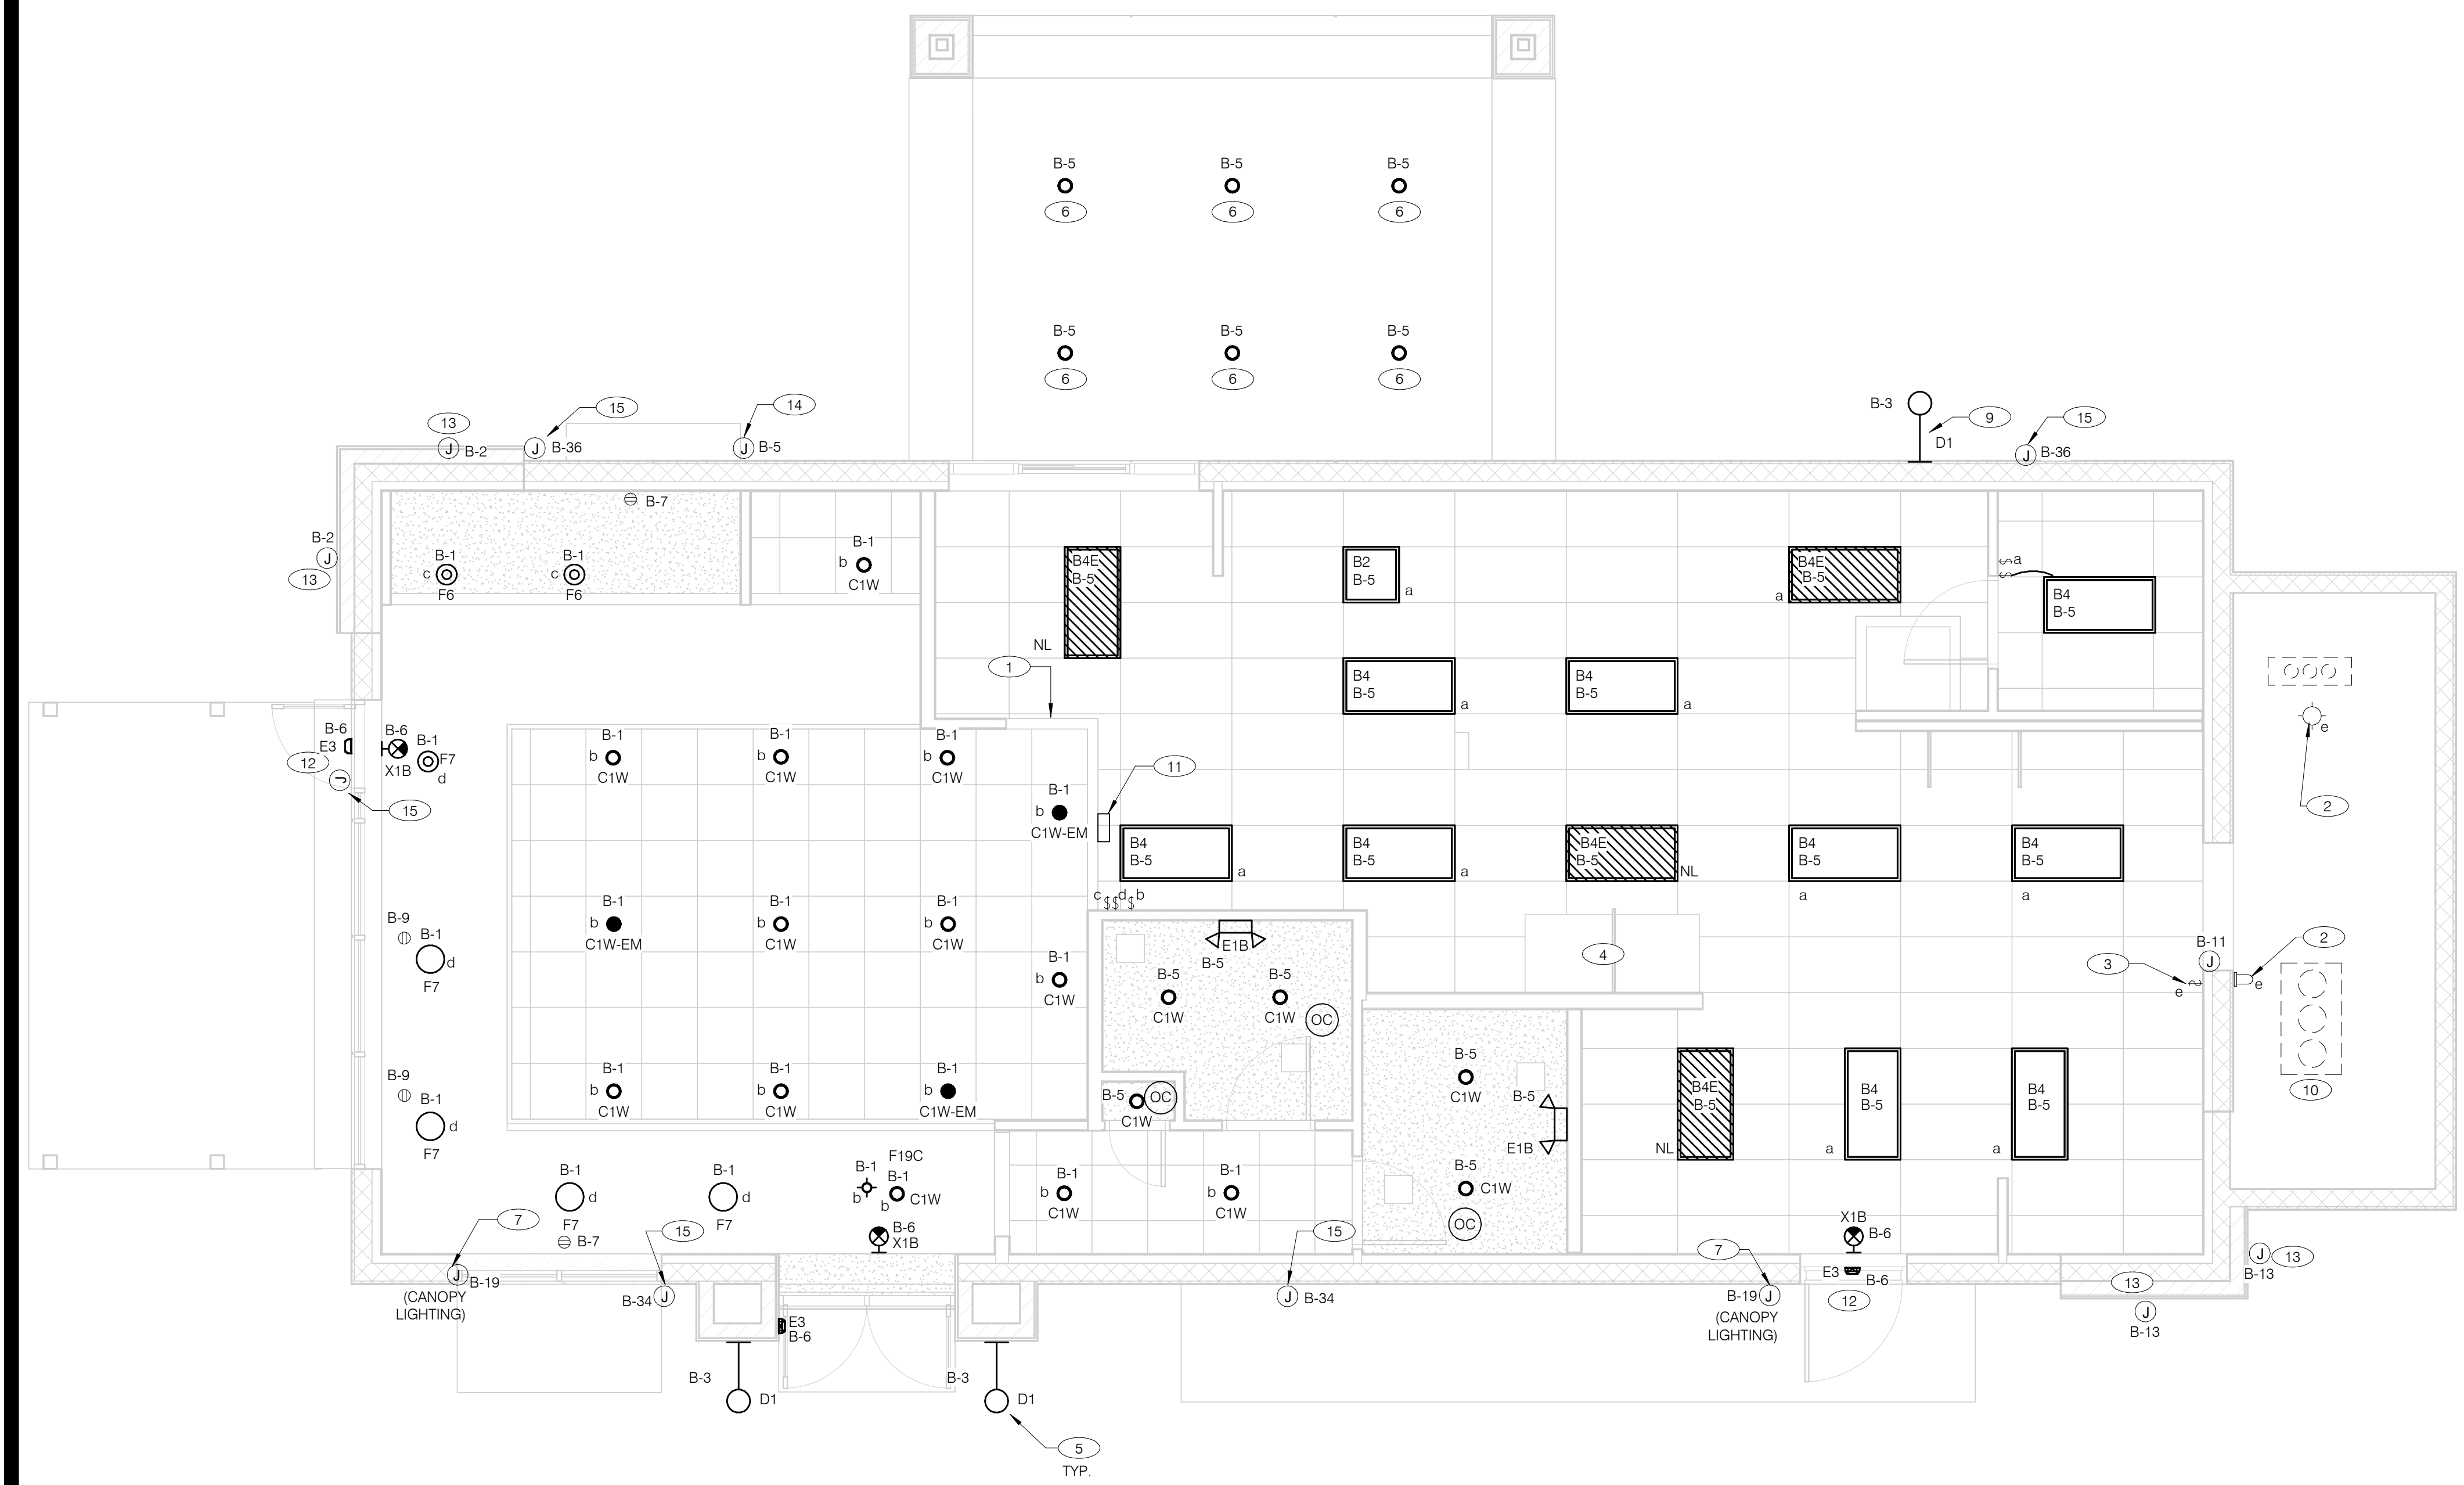 B-5
B-5
B-5
6
6
6
B-5
B-5
B-5
6
6
6
13
J
B-2
15
J
B-36
14
J
B-5
B-3
9
D1
15
J
B-36
B-7
B-2
J
13
B-1
c
F6
B-1
c
F6
B-1
b
C1W
B4E
B-5
NL
B2
B-5
a
B4E
B-5
a
$a
$
B4
B-5
1
B4
B-5
a
B4
B-5
a
e
2
B-6
E3
12
B-6
X1B
B-1
F7
d
J
15
B-1
b
C1W
B-1
b
C1W
B-1
b
C1W
B-1
b
C1W-EM
11
B4
B-5
a
B4
B-5
a
B4E
B-5
NL
B4
B-5
a
B4
B-5
a
c
$
$
d
$
b
B-9
B-1
d
F7
B-1
b
C1W-EM
B-1
b
C1W
B-1
b
C1W
B-1
b
C1W
E1B
B-5
B-5
C1W
B-5
C1W
OC
4
B-11
J
3
$
e
2
e
10
B-9
B-1
d
F7
B-1
b
C1W
B-1
b
C1W
B-1
b
C1W-EM
B-5
OC
C1W
B-5
C1W
B-5
E1B
B-5
C1W
OC
B4E
B-5
NL
B4
B-5
a
B4
B-5
a
B-1
d
F7
B-7
B-1
d
F7
F19C
B-1
b
B-1
b
C1W
B-6
X1B
B-1
b
C1W
B-1
b
C1W
X1B
B-6
7
J
B-19
(CANOPY
LIGHTING)
15
B-34
J
15
J
B-34
7
B-19
J
(CANOPY
LIGHTING)
E3
B-6
12
J
13
B-13
13
J
B-13
E3
B-6
B-3
D1
B-3
D1
5
TYP.